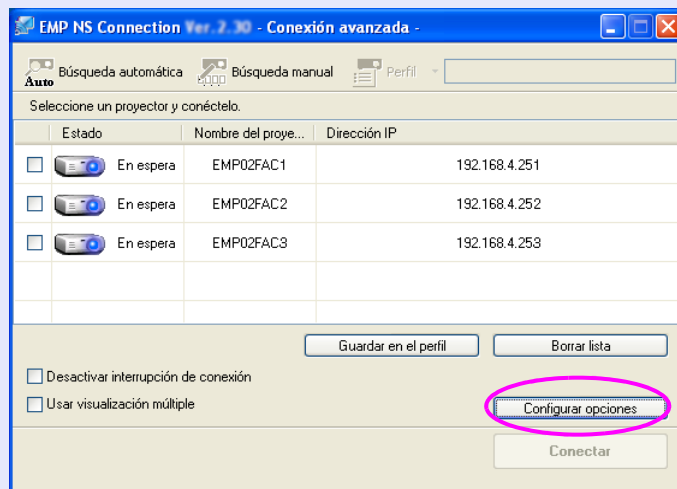 EMP NS Connection Ver. 2.30 - Conexión avanzada -
Auto Búsqueda automática Búsqueda manual Perfil
Seleccione un proyector y conéctelo.
Estado Nombre del proye... Dirección IP
En espera EMP02FAC1 192.168.4.251
En espera EMP02FAC2 192.168.4.252
En espera EMP02FAC3 192.168.4.253
Guardar en el perfil Borrar lista
Desactivar interrupción de conexión
Usar visualización múltiple
Configurar opciones
Conectar